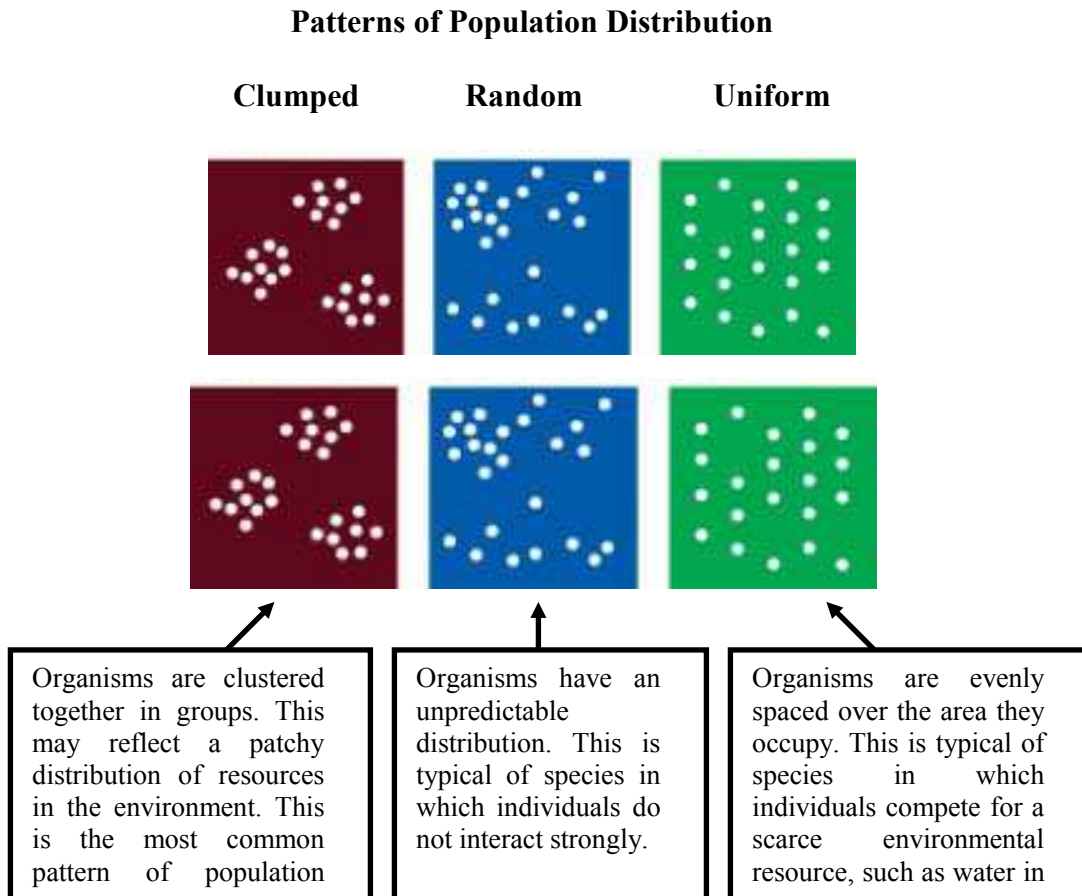 Patterns of Population Distribution
Clumped Random Uniform
Organisms are clustered
together in groups. This
may reflect a patchy
distribution of resources
in the environment. This
is the most common
pattern of population
Organisms have an
unpredictable
distribution. This is
typical of species in
which individuals do
not interact strongly.
Organisms are evenly
spaced over the area they
occupy. This is typical of
species in which
individuals compete for a
scarce environmental
resource, such as water in